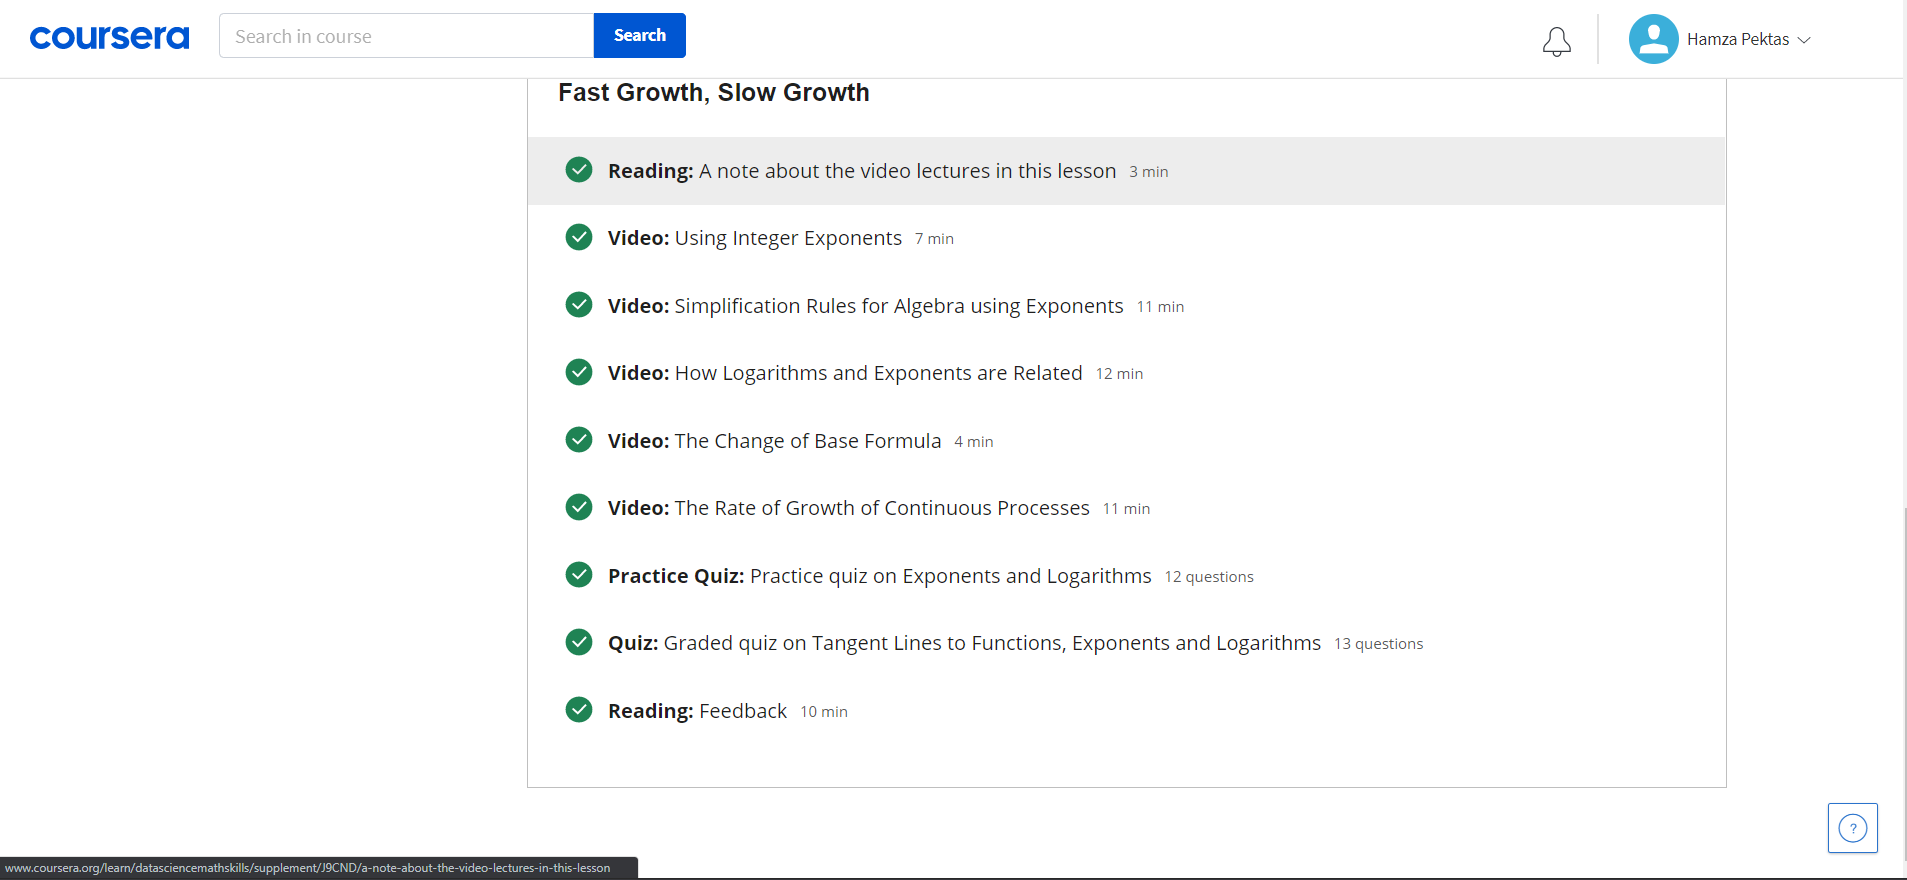 coursera
Search in course
Search
Hamza Pektas
Fast Growth, Slow Growth
Reading: A note about the video lectures in this lesson 3 min
Video: Using Integer Exponents 7 min
Video: Simplification Rules for Algebra using Exponents 11 min
Video: How Logarithms and Exponents are Related 12 min
Video: The Change of Base Formula 4 min
Video: The Rate of Growth of Continuous Processes 11 min
Practice Quiz: Practice quiz on Exponents and Logarithms 12 questions
Quiz: Graded quiz on Tangent Lines to Functions, Exponents and Logarithms 13 questions
Reading: Feedback 10 min
?
www.coursera.org/learn/datasciencemathskills/supplement/J9CND/a-note-about-the-video-lectures-in-this-lesson